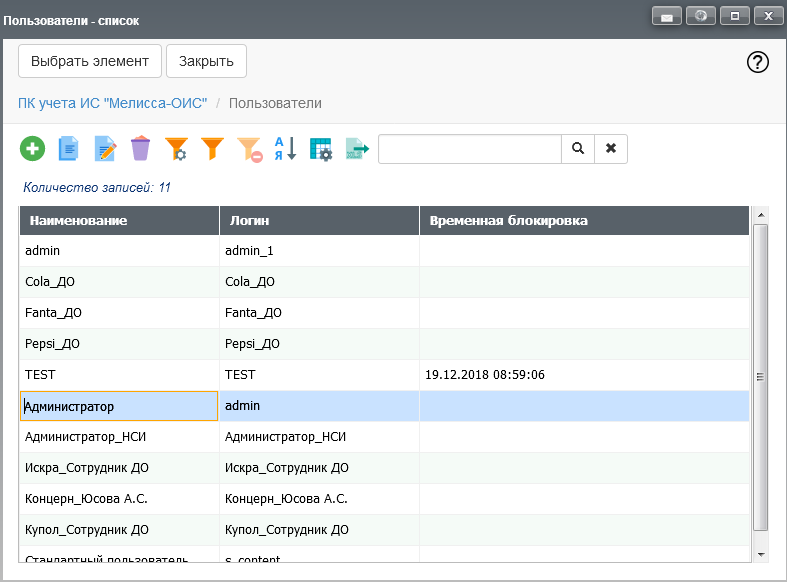 Пользователи - список
Выбрать элемент Закрыть
ПК учета ИС "Мелисса-ОИС" / Пользователи
Количество записей: 11
Наименование Логин Временная блокировка
admin admin_1
Cola_ДО Cola_ДО
Fanta_ДО Fanta_ДО
Pepsi_ДО Pepsi_ДО
TEST TEST 19.12.2018 08:59:06
Администратор admin
Администратор_НСИ Администратор_НСИ
Искра_Сотрудник ДО Искра_Сотрудник ДО
Концерн_Юсова А.С. Концерн_Юсова А.С.
Купол_Сотрудник ДО Купол_Сотрудник ДО
Стандартный пользователь s_content